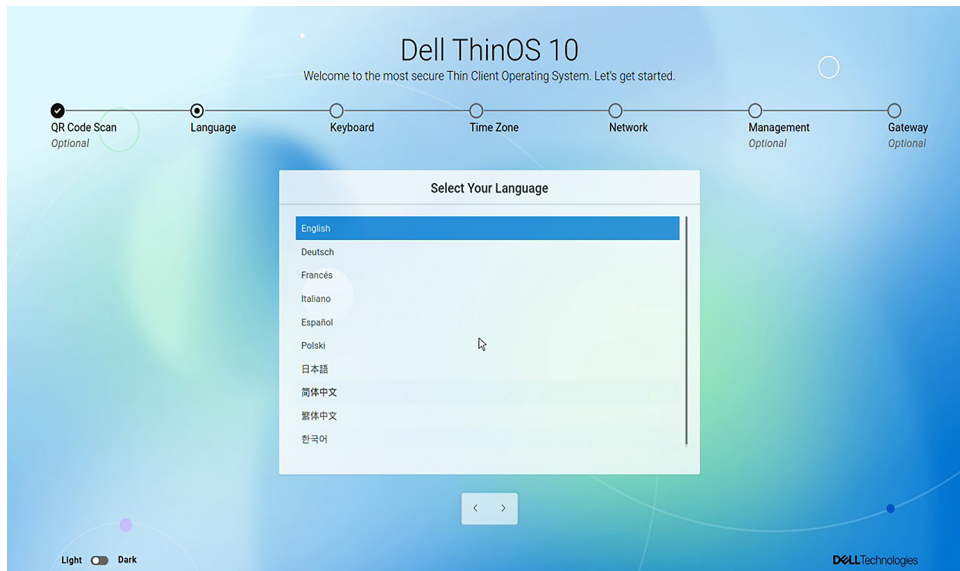 Dell ThinOS 10
Welcome to the most secure Thin Client Operating System. Let's get started.
QR Code Scan
Optional
Language
Keyboard
Time Zone
Network
Management
Optional
Gateway
Optional
Select Your Language
English
Deutsch
Francés
Italiano
Español
Polski
日本語
简体中文
繁体中文
한국어
Light
Dark
DELLTechnologies